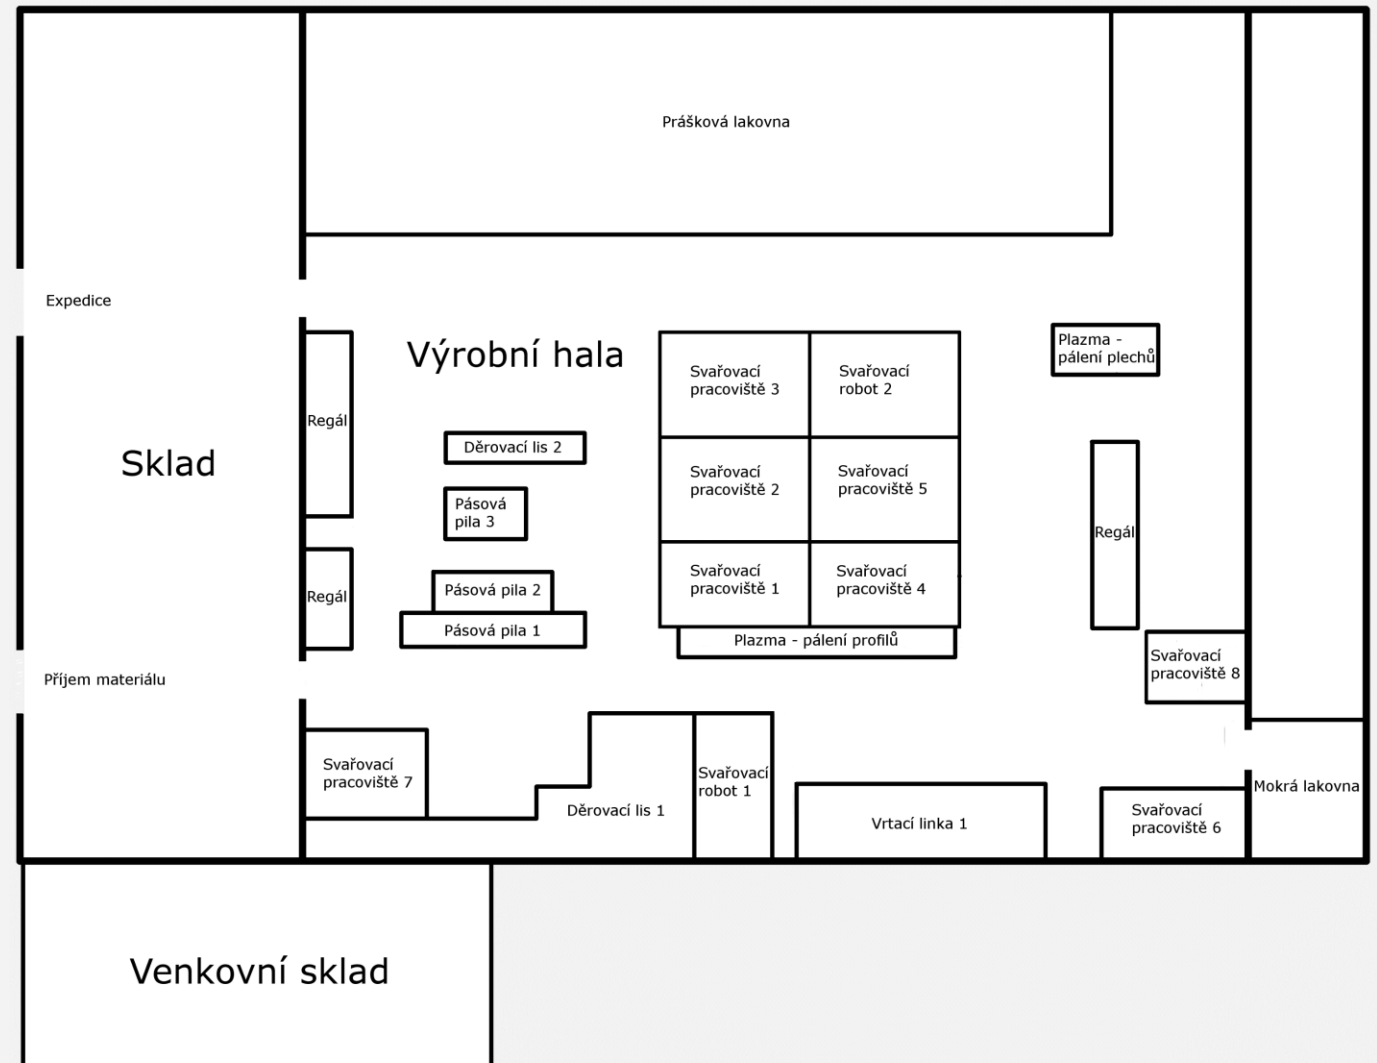 Prášková lakovna
Expedice
Výrobní hala
Plazma -
pálení plechů
Svařovací
pracoviště 3
Svařovací
robot 2
Regál
Děrovací lis 2
Sklad
Svařovací
pracoviště 2
Svařovací
pracoviště 5
Pásová
pila 3
Regál
Svařovací
pracoviště 1
Svařovací
pracoviště 4
Pásová pila 2
Regál
Pásová pila 1
Plazma - pálení profilů
Svařovací
pracoviště 8
Příjem materiálu
Svařovací
pracoviště 7
Svařovací
robot 1
Mokrá lakovna
Děrovací lis 1
Vrtací linka 1
Svařovací
pracoviště 6
Venkovní sklad